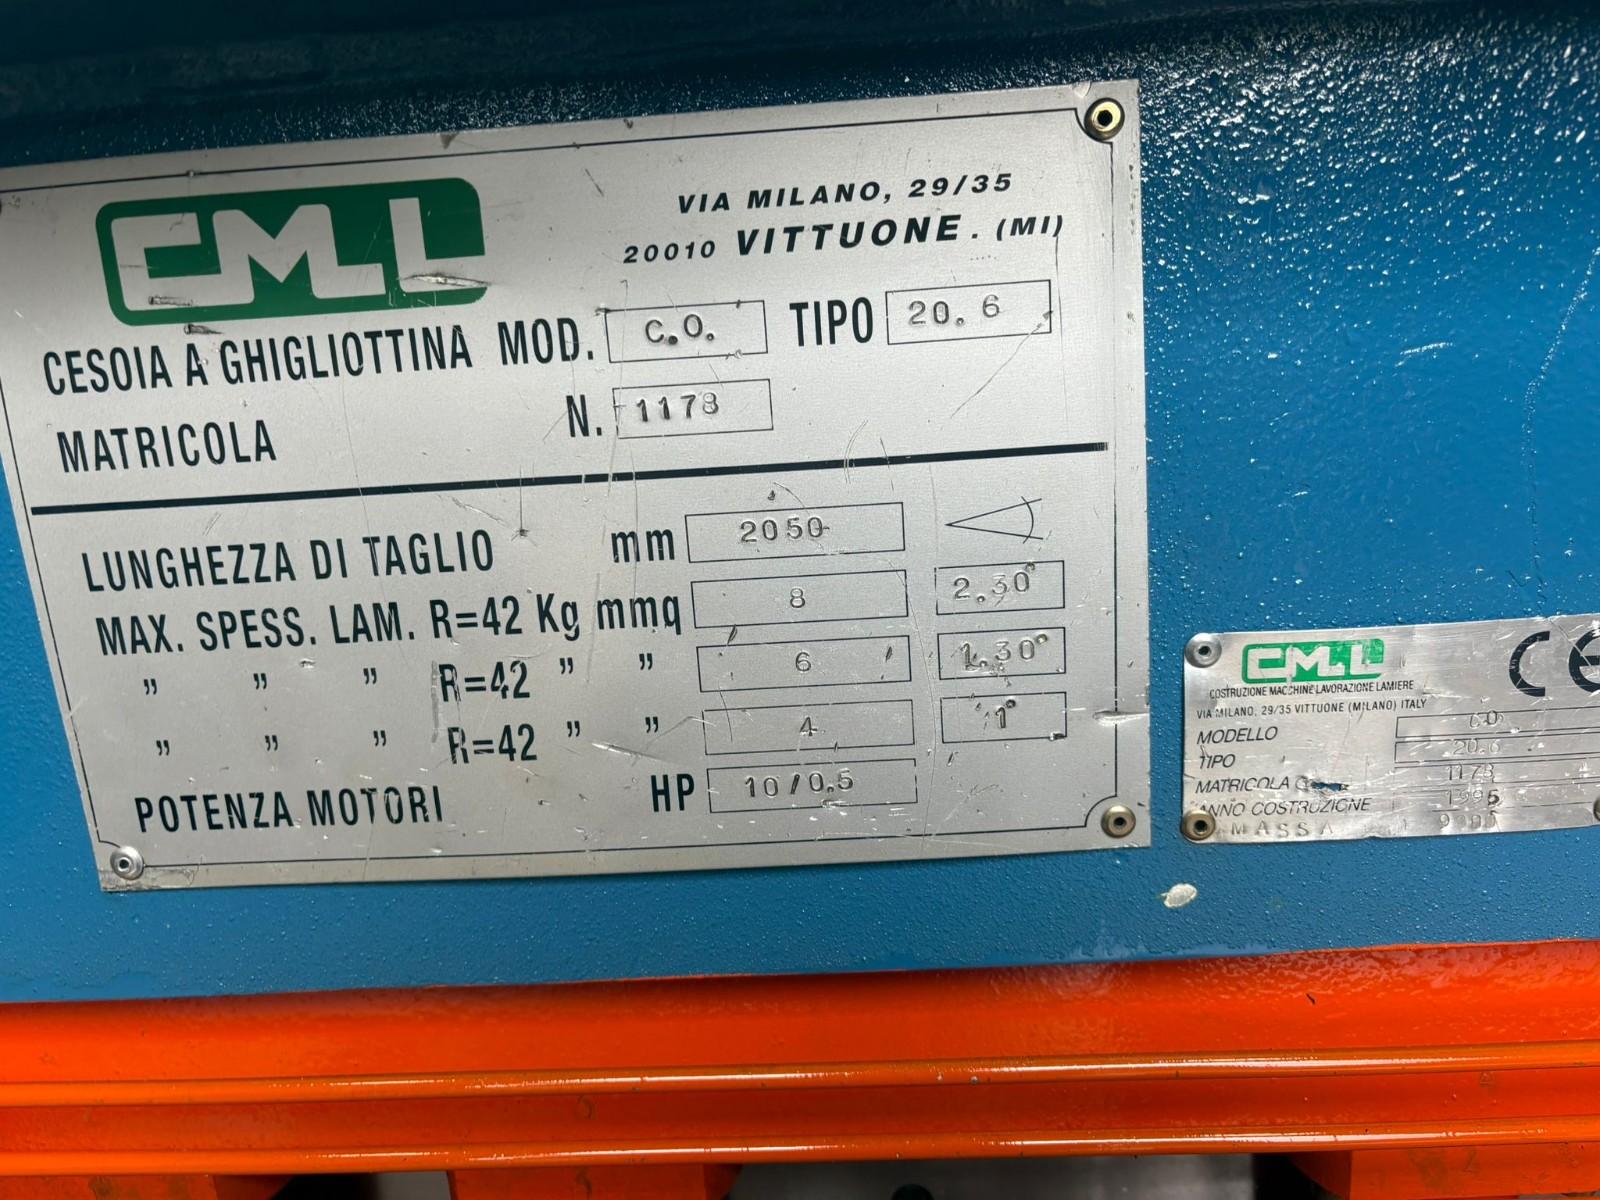 CML
VIA MILANO, 29/35
20010 VITTUONE. (MI)
CESOIA A GHIGLIOTTINA MOD. C.O. TIPO 20.6
MATRICOLA N. 1178
LUNGHEZZA DI TAGLIO mm 2050
MAX. SPESS. LAM. R=42 Kg mmq 8 2.30°
" " " R=42 " " 6 1.30°
" " " R=42 " " 4 1°
POTENZA MOTORI HP 10/0.5
CML CE
COSTRUZIONE MACCHINE LAVORAZIONE LAMIERE
VIA MILANO, 29/35 VITTUONE (MILANO) ITALY
MODELLO C.O.
TIPO 20.6
MATRICOLA 1178
ANNO COSTRUZIONE 1995
MASSA